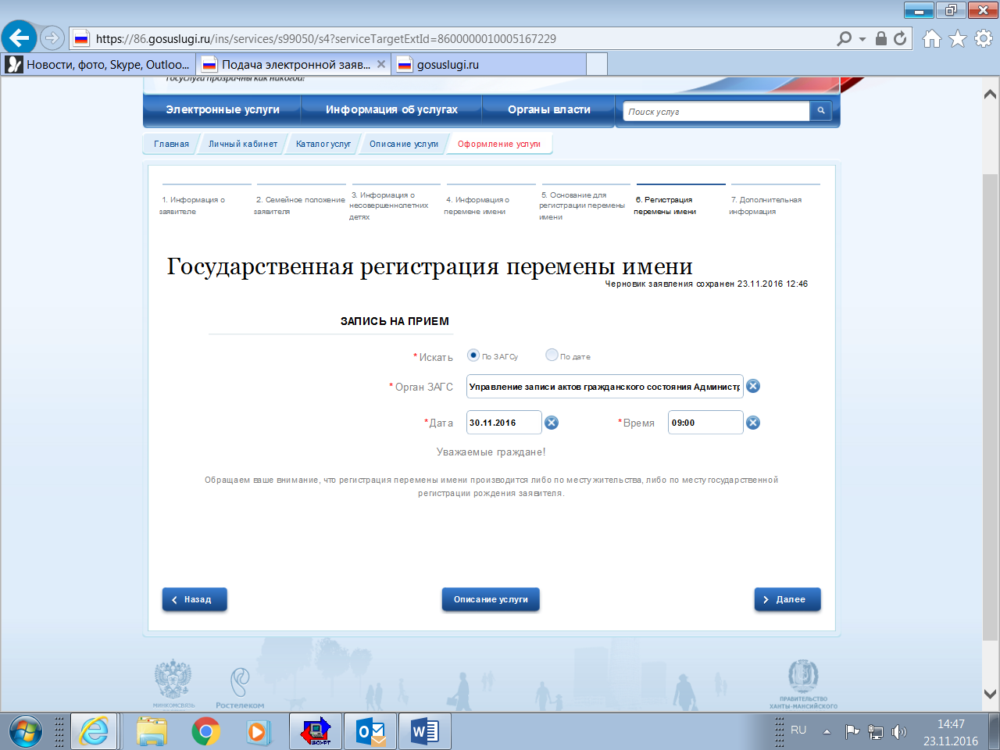 https://86.gosuslugi.ru/ins/services/s99050/s4?serviceTargetExtId=8600000010005167229
Новости, фото, Skype, Outloo...
Подача электронной заяв...
gosuslugi.ru
Госуслуги прозрачны как никогда!
Электронные услуги
Информация об услугах
Органы власти
Поиск услуг
Главная
Личный кабинет
Каталог услуг
Описание услуги
Оформление услуги
1. Информация о
заявителе
2. Семейное положение
заявителя
3. Информация о
несовершеннолетних
детях
4. Информация о
перемене имени
5. Основание для
регистрации перемены
имени
6. Регистрация
перемены имени
7. Дополнительная
информация
Государственная регистрация перемены имени
Черновик заявления сохранен 23.11.2016 12:46
ЗАПИСЬ НА ПРИЕМ
* Искать
По ЗАГСу
По дате
* Орган ЗАГС
Управление записи актов гражданского состояния Админист
* Дата
30.11.2016
* Время
09:00
Уважаемые граждане!
Обращаем ваше внимание, что регистрация перемены имени производится либо по месту жительства, либо по месту государственной
регистрации рождения заявителя.
Назад
Описание услуги
Далее
МИНКОМСВЯЗЬ
Ростелеком
ПРАВИТЕЛЬСТВО
ХАНТЫ-МАНСИЙСКОГО
RU
14:47
23.11.2016